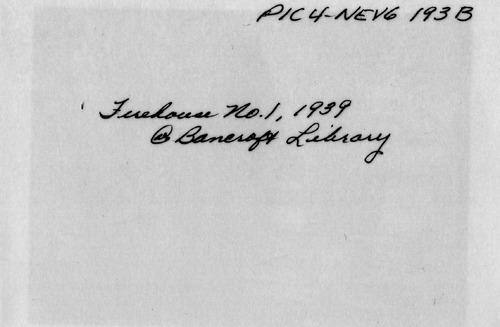 PIC4-NEV6 193B
Firehouse No.1, 1939
@ Bancroft Library